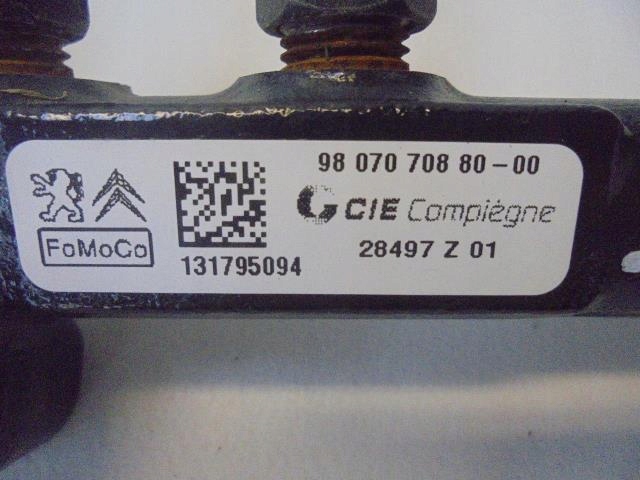 98 070 708 80-00
CIE Compiègne
FoMoCo
131795094
28497 Z 01